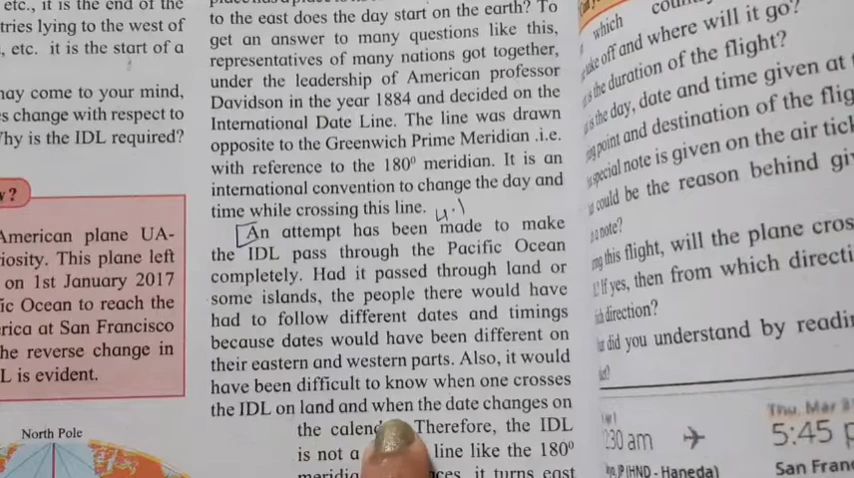 etc., it is the end of the
tries lying to the west of
, etc. it is the start of a
may come to your mind,
s change with respect to
Why is the IDL required?
w?
American plane UA-
iosity. This plane left
on 1st January 2017
ic Ocean to reach the
rica at San Francisco
he reverse change in
L is evident.
North Pole
to the east does the day start on the earth? To
get an answer to many questions like this,
representatives of many nations got together,
under the leadership of American professor
Davidson in the year 1884 and decided on the
International Date Line. The line was drawn
opposite to the Greenwich Prime Meridian .i.e.
with reference to the 180⁰ meridian. It is an
international convention to change the day and
time while crossing this line.
An attempt has been made to make
the IDL pass through the Pacific Ocean
completely. Had it passed through land or
some islands, the people there would have
had to follow different dates and timings
because dates would have been different on
their eastern and western parts. Also, it would
have been difficult to know when one crosses
the IDL on land and when the date changes on
the Therefore, the IDL
is not a line like the 180⁰
it turns east
which
take off and where will it go?
the duration of the flight?
the day, date and time given at
point and destination of the
special note is given on the air
could be the reason behind
note?
this flight, will the plane
If yes, then from which
direction?
did you understand by
:30 am
Thu, Mar
5:45
(HND - Haneda)
San